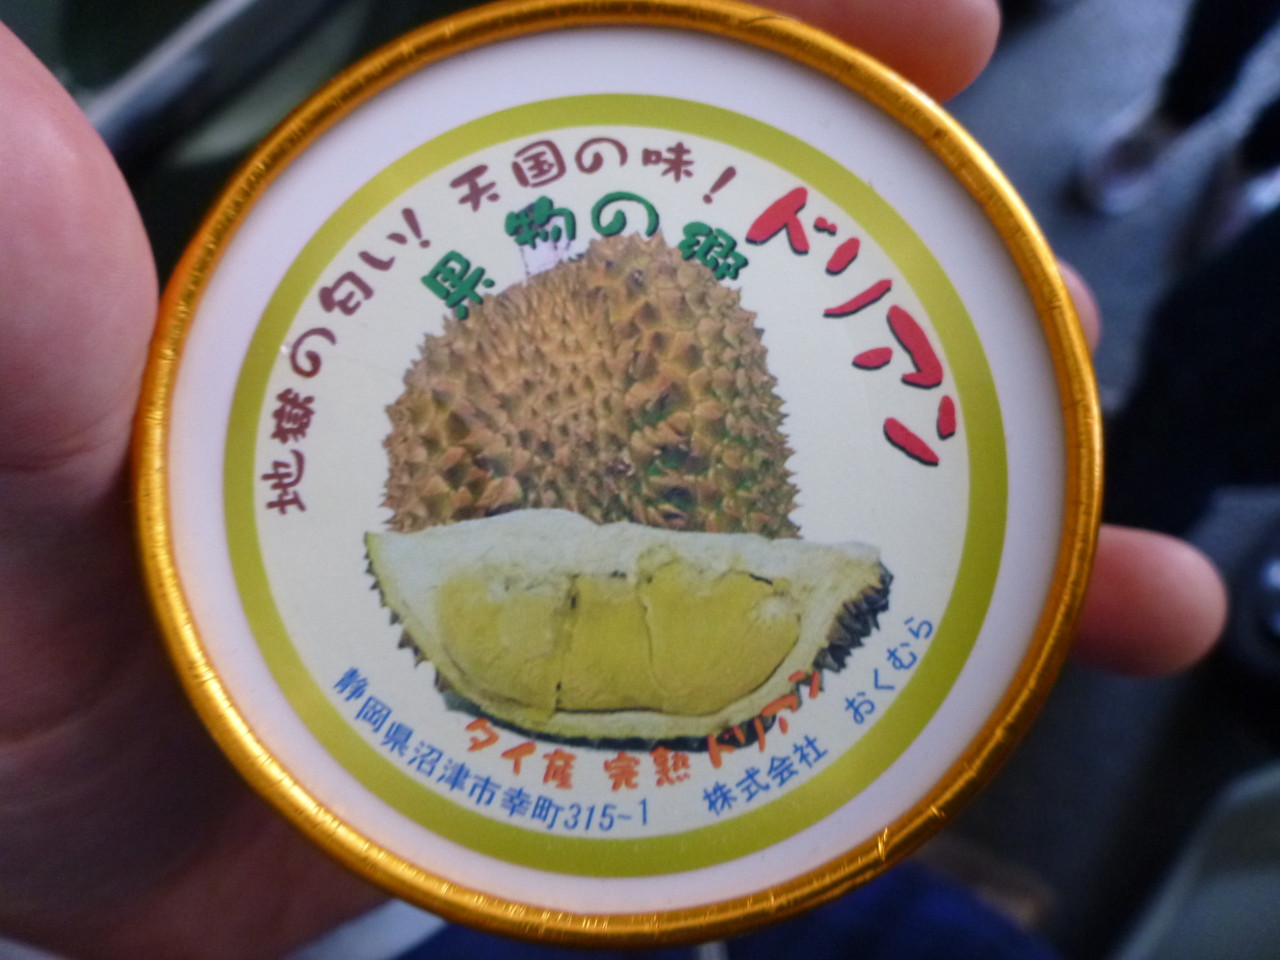 地獄の匂い! 天国の味!
果物の
ドリアン
タイ産 完熟ドリアン
静岡県沼津市幸町315-1 株式会社 おくむら